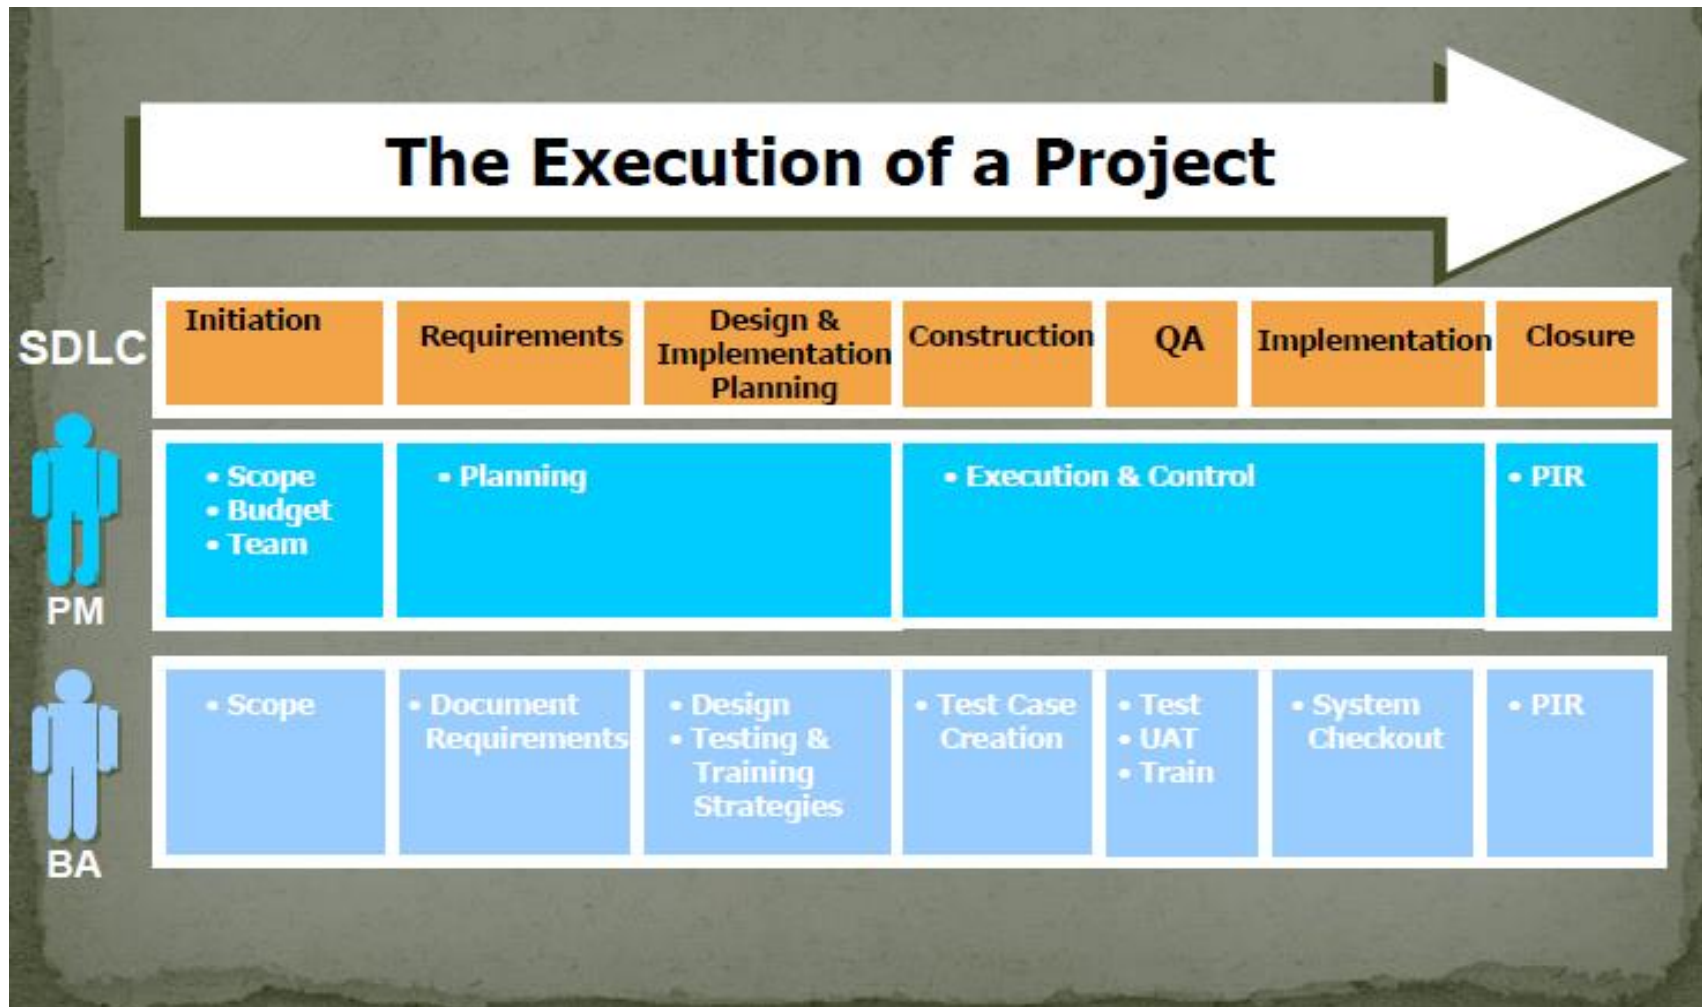 The Execution of a Project
SDLC
Initiation
Requirements
Design &
Implementation
Planning
Construction
QA
Implementation
Closure
PM
• Scope
• Budget
• Team
• Planning
• Execution & Control
• PIR
BA
• Scope
• Document
Requirements
• Design
• Testing &
Training
Strategies
• Test Case
Creation
• Test
• UAT
• Train
• System
Checkout
• PIR